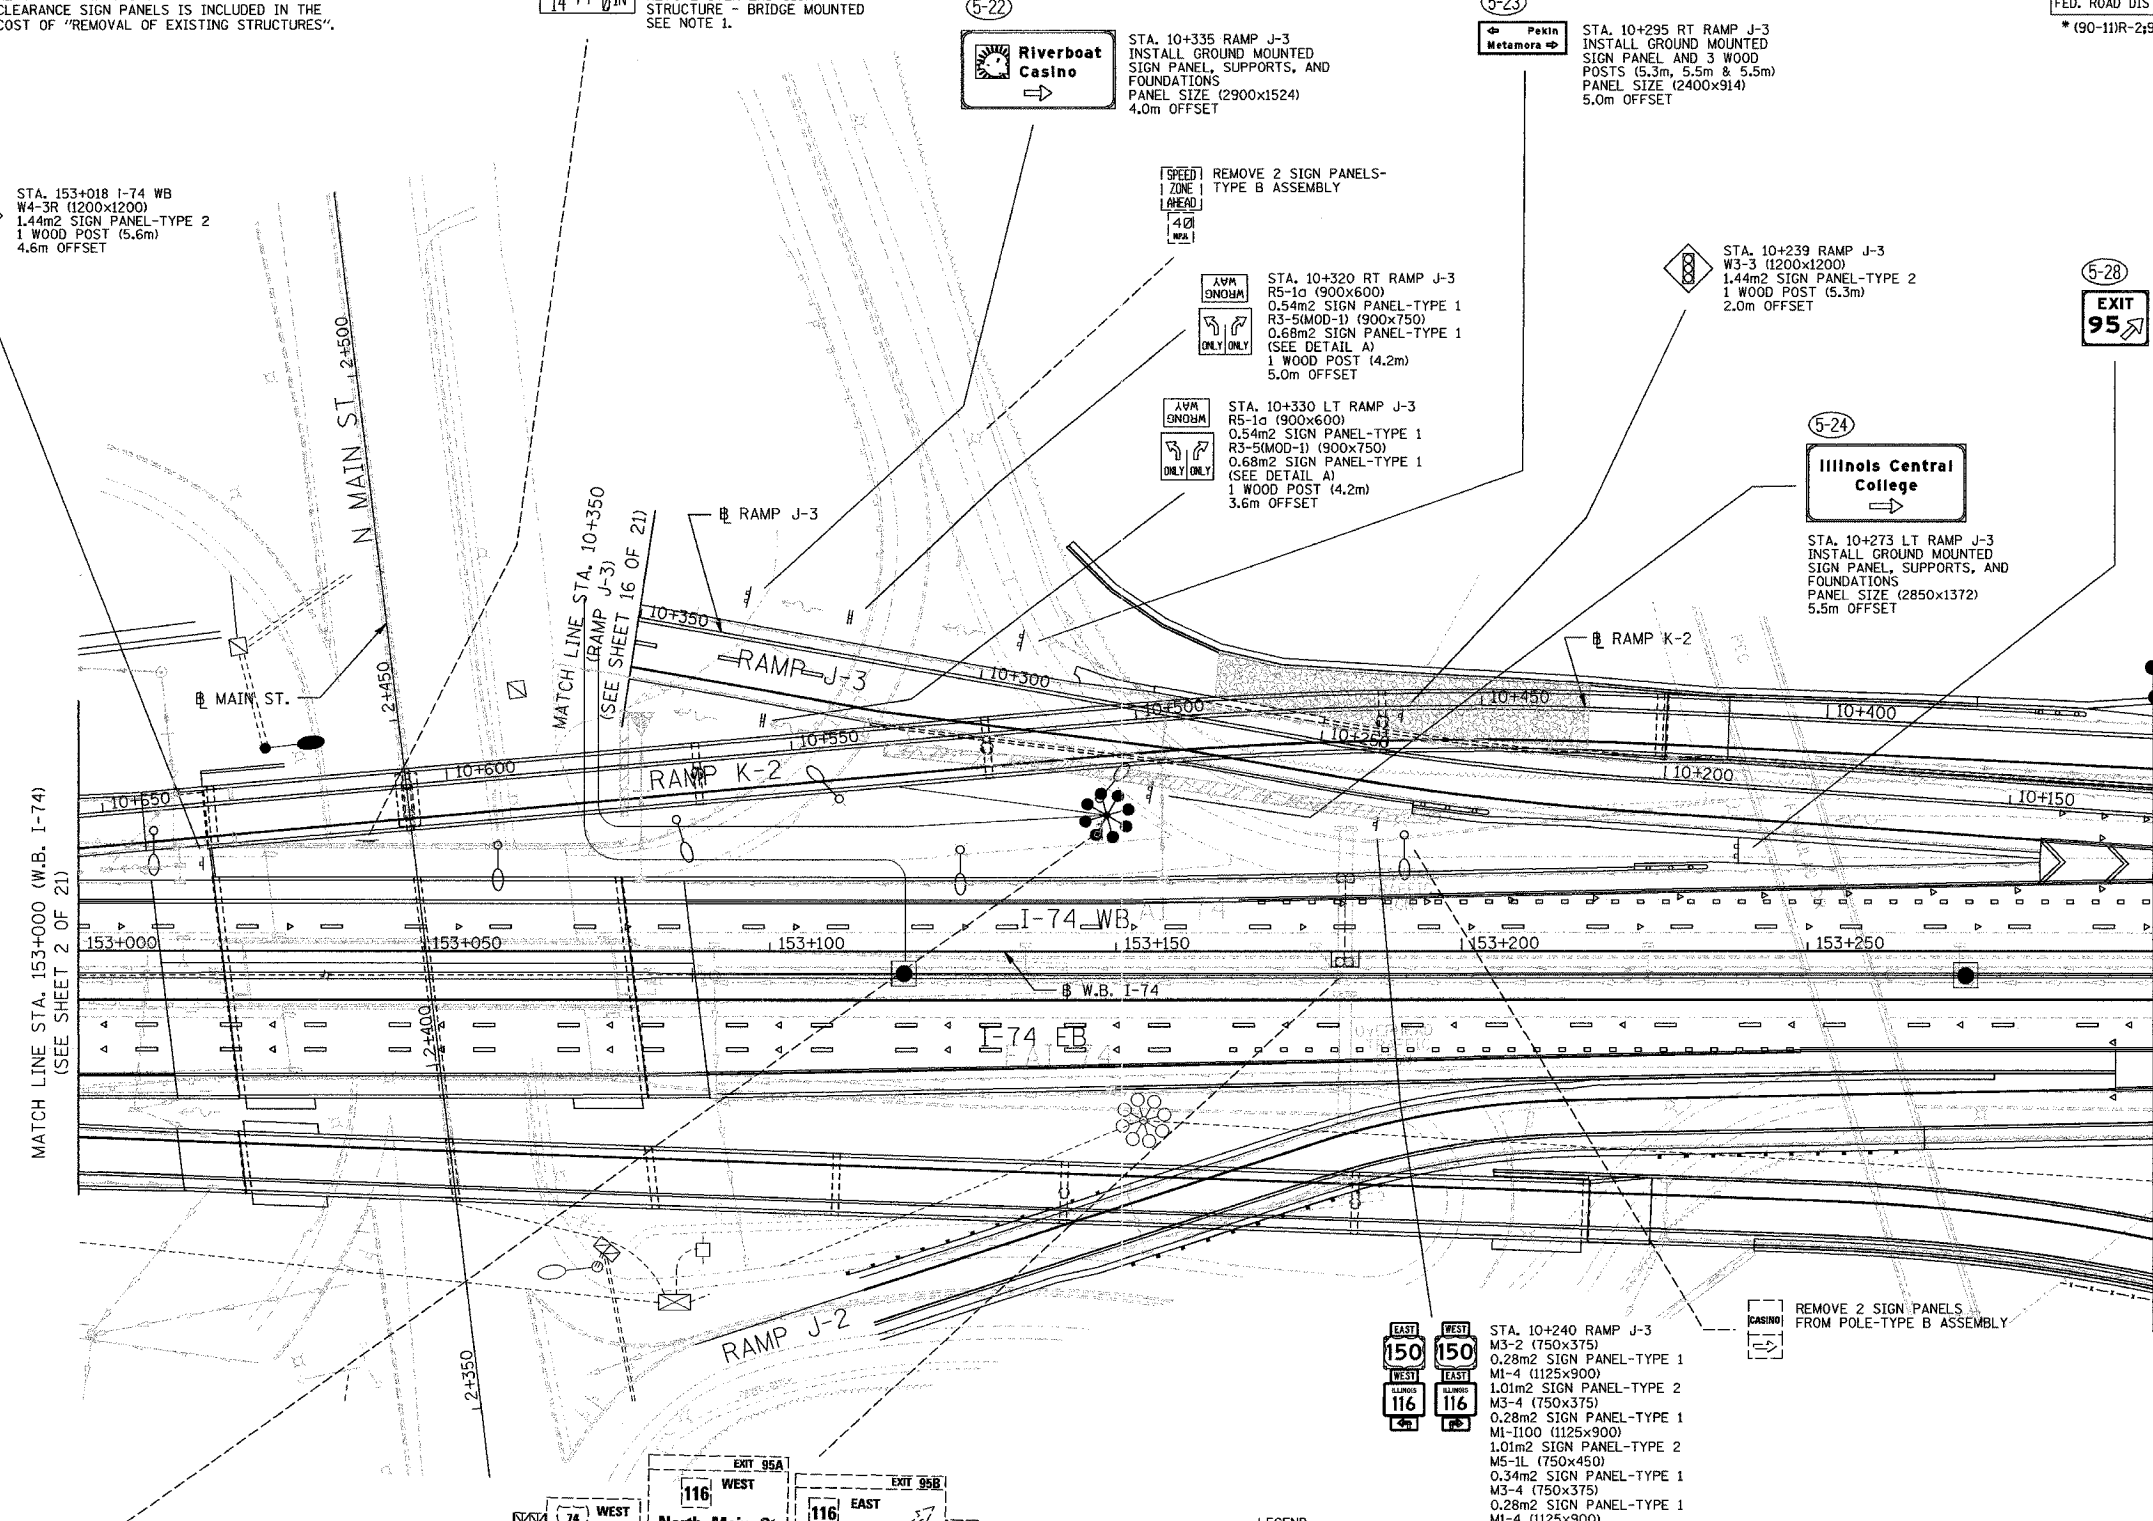 CLEARANCE SIGN PANELS IS INCLUDED IN THE
COST OF "REMOVAL OF EXISTING STRUCTURES".
STRUCTURE - BRIDGE MOUNTED
SEE NOTE 1.
5-22
Riverboat
Casino
STA. 10+335 RAMP J-3
INSTALL GROUND MOUNTED
SIGN PANEL, SUPPORTS, AND
FOUNDATIONS
PANEL SIZE (2900x1524)
4.0m OFFSET
5-23
Pekin
Metamora
STA. 10+295 RT RAMP J-3
INSTALL GROUND MOUNTED
SIGN PANEL AND 3 WOOD
POSTS (5.3m, 5.5m & 5.5m)
PANEL SIZE (2400x914)
5.0m OFFSET
FED. ROAD DIS
* (90-11)R-2;9
STA. 153+018 I-74 WB
W4-3R (1200x1200)
1.44m2 SIGN PANEL-TYPE 2
1 WOOD POST (5.6m)
4.6m OFFSET
SPEED
ZONE
AHEAD
40
M.P.H.
REMOVE 2 SIGN PANELS-
TYPE B ASSEMBLY
WRONG
WAY
ONLY ONLY
STA. 10+320 RT RAMP J-3
R5-1a (900x600)
0.54m2 SIGN PANEL-TYPE 1
R3-5(MOD-1) (900x750)
0.68m2 SIGN PANEL-TYPE 1
(SEE DETAIL A)
1 WOOD POST (4.2m)
5.0m OFFSET
STA. 10+239 RAMP J-3
W3-3 (1200x1200)
1.44m2 SIGN PANEL-TYPE 2
1 WOOD POST (5.3m)
2.0m OFFSET
5-28
EXIT
95
WRONG
WAY
ONLY ONLY
STA. 10+330 LT RAMP J-3
R5-1a (900x600)
0.54m2 SIGN PANEL-TYPE 1
R3-5(MOD-1) (900x750)
0.68m2 SIGN PANEL-TYPE 1
(SEE DETAIL A)
1 WOOD POST (4.2m)
3.6m OFFSET
5-24
Illinois Central
College
STA. 10+273 LT RAMP J-3
INSTALL GROUND MOUNTED
SIGN PANEL, SUPPORTS, AND
FOUNDATIONS
PANEL SIZE (2850x1372)
5.5m OFFSET
N MAIN ST
2+500
2+450
2+400
2+350
MATCH LINE STA. 10+350
(RAMP J-3)
(SEE SHEET 16 OF 21)
℄ RAMP J-3
℄ RAMP K-2
℄ MAIN ST.
10+350
RAMP J-3
10+300
10+250
10+200
10+150
10+650
10+600
10+550
10+500
10+450
10+400
RAMP K-2
MATCH LINE STA. 153+000 (W.B. I-74)
(SEE SHEET 2 OF 21)
I-74 WB
153+000
153+050
153+100
153+150
153+200
153+250
℄ W.B. I-74
I-74 EB
RAMP J-2
EAST
150
WEST
ILLINOIS
116
WEST
150
EAST
ILLINOIS
116
STA. 10+240 RAMP J-3
M3-2 (750x375)
0.28m2 SIGN PANEL-TYPE 1
M1-4 (1125x900)
1.01m2 SIGN PANEL-TYPE 2
M3-4 (750x375)
0.28m2 SIGN PANEL-TYPE 1
M1-I100 (1125x900)
1.01m2 SIGN PANEL-TYPE 2
M5-1L (750x450)
0.34m2 SIGN PANEL-TYPE 1
M3-4 (750x375)
0.28m2 SIGN PANEL-TYPE 1
M1-4 (1125x900)
CASINO
REMOVE 2 SIGN PANELS
FROM POLE-TYPE B ASSEMBLY
74
WEST
EXIT 95A
116
WEST
North Main St
EXIT 95B
116
EAST
LEGEND